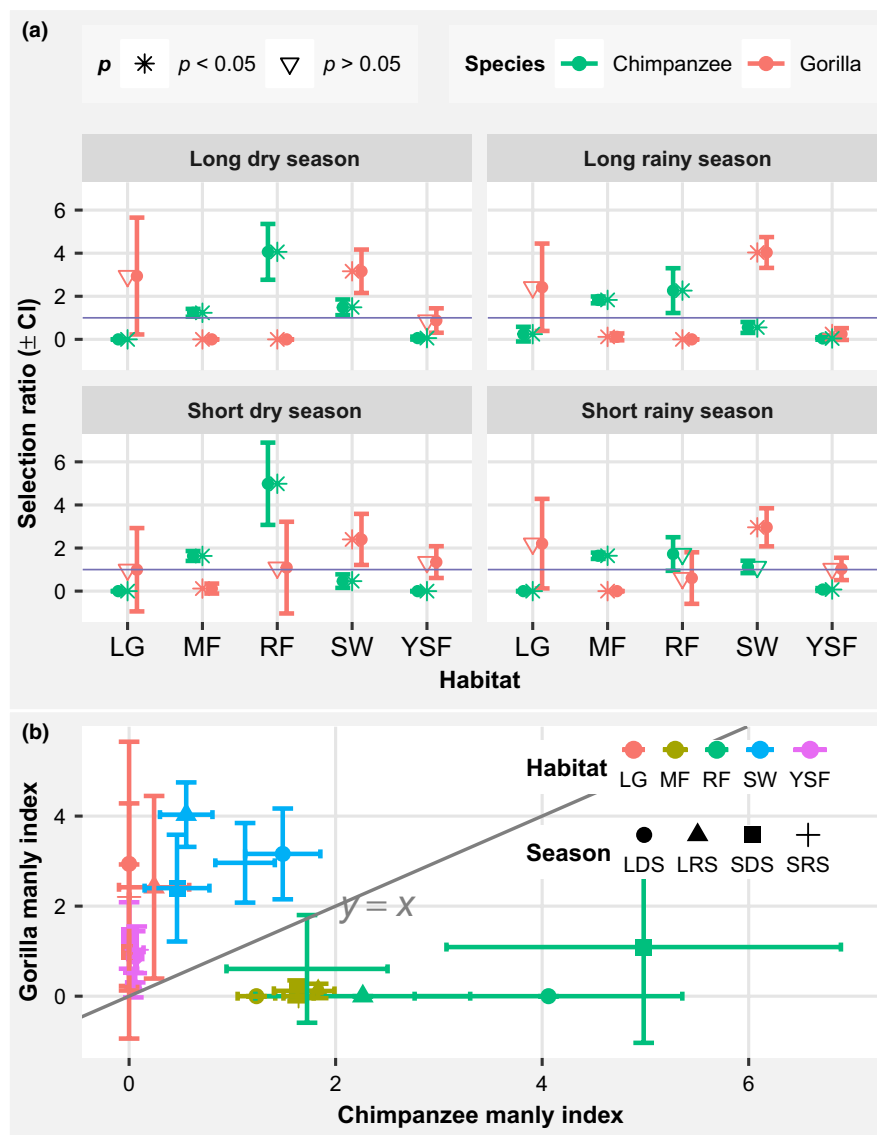 (a)
p p < 0.05 p > 0.05 Species Chimpanzee Gorilla
Long dry season Long rainy season
6
4
2
0
Short dry season Short rainy season
6
4
2
0
Selection ratio (± CI)
LG MF RF SW YSF LG MF RF SW YSF
Habitat
(b)
Habitat
LG MF RF SW YSF
Season
LDS LRS SDS SRS
y = x
4
2
0
Gorilla manly index
0 2 4 6
Chimpanzee manly index